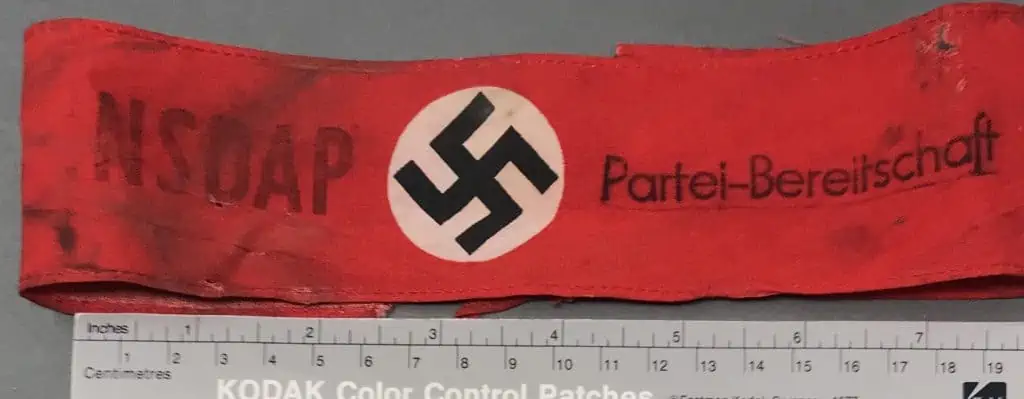 NSDAP
Partei-Bereitschaft
Inches 1 2 3 4 5 6 7
1 2 3 4 5 6 7 8 9 10 11 12 13 14 15 16 17 18 19
Centimetres
KODAK Color Control Patches